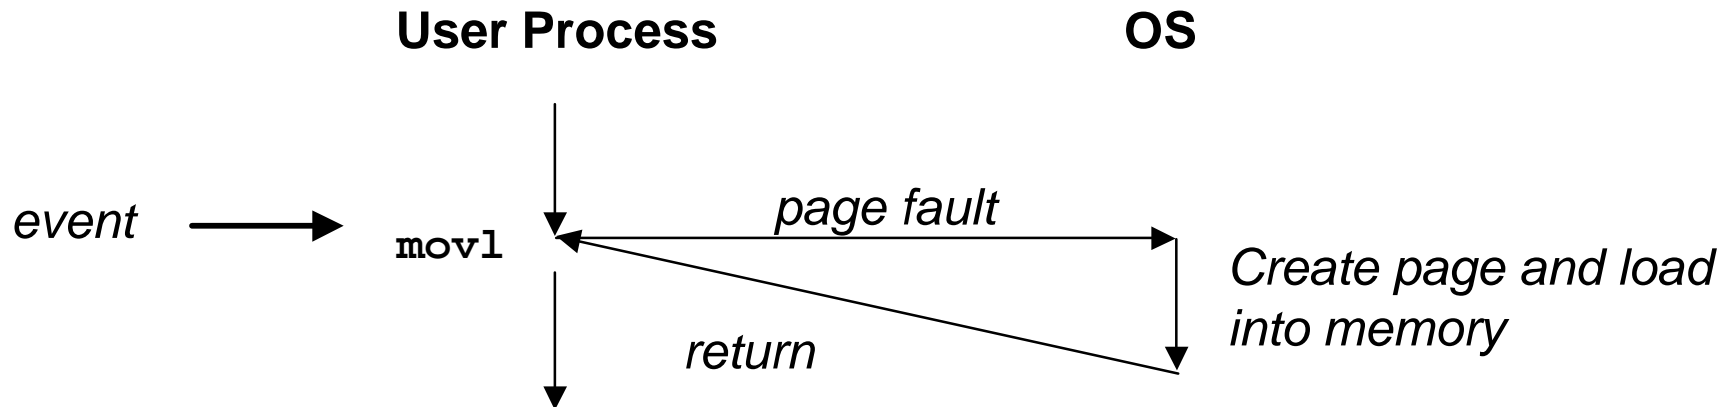 User Process
OS
event
movl
page fault
Create page and load
into memory
return